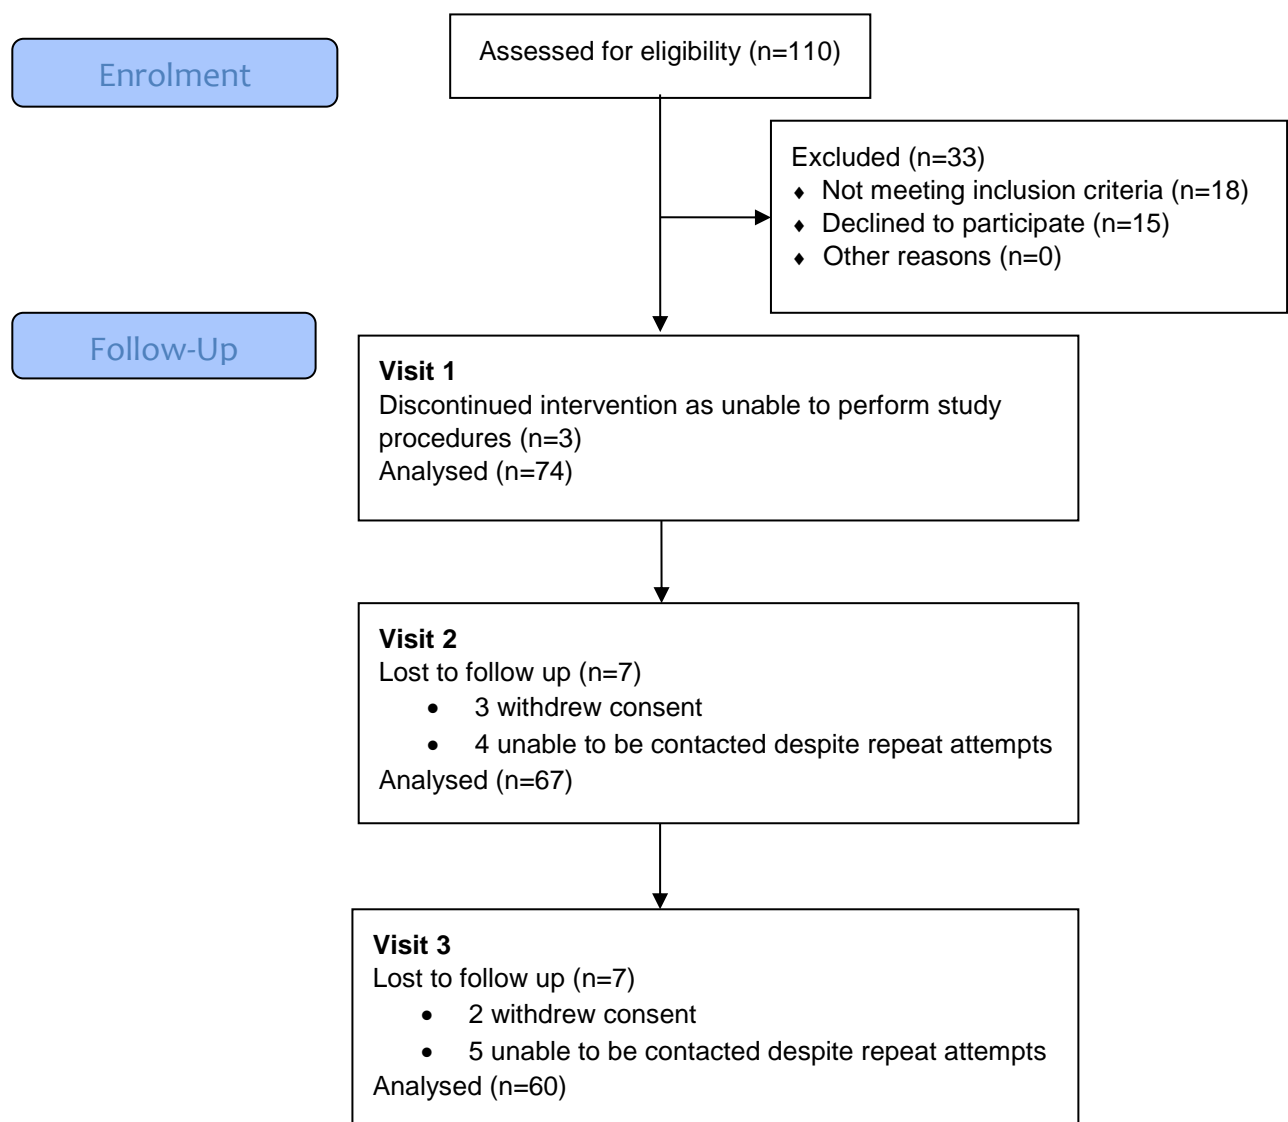 Enrolment
Assessed for eligibility (n=110)
Excluded (n=33)
♦ Not meeting inclusion criteria (n=18)
♦ Declined to participate (n=15)
♦ Other reasons (n=0)
Follow-Up
Visit 1
Discontinued intervention as unable to perform study
procedures (n=3)
Analysed (n=74)
Visit 2
Lost to follow up (n=7)
• 3 withdrew consent
• 4 unable to be contacted despite repeat attempts
Analysed (n=67)
Visit 3
Lost to follow up (n=7)
• 2 withdrew consent
• 5 unable to be contacted despite repeat attempts
Analysed (n=60)